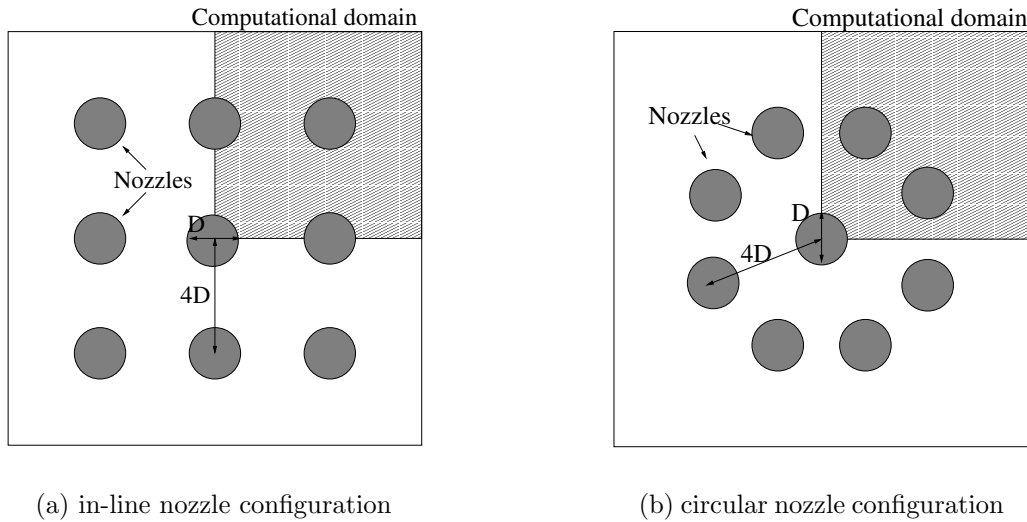 Computational domain
Nozzles
D
4D
(a) in-line nozzle configuration
Computational domain
Nozzles
D
4D
(b) circular nozzle configuration